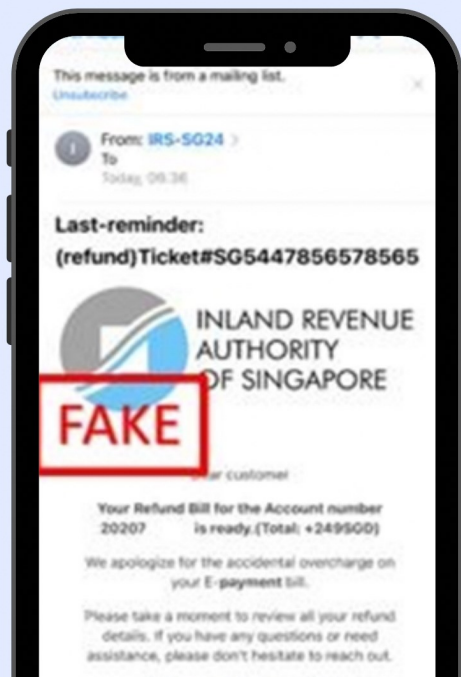 This message is from a mailing list.
Unsubscribe
From: IRS-SG24 >
To
Today, 09:36
Last-reminder:
(refund)Ticket#SG5447856578565
INLAND REVENUE
AUTHORITY
OF SINGAPORE
FAKE
customer
Your Refund Bill for the Account number
20207 is ready.(Total: +249SGD)
We apologize for the accidental overcharge on
your E-payment bill.
Please take a moment to review all your refund
details. If you have any questions or need
assistance, please don't hesitate to reach out.